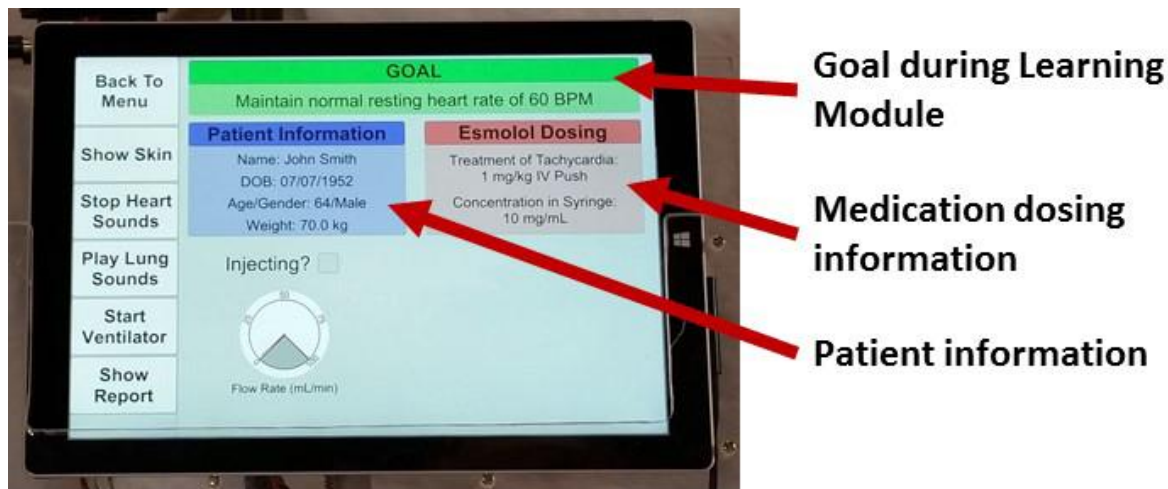 Back To
Menu
Show Skin
Stop Heart
Sounds
Play Lung
Sounds
Start
Ventilator
Show
Report
GOAL
Maintain normal resting heart rate of 60 BPM
Patient Information
Name: John Smith
DOB: 07/07/1952
Age/Gender: 64/Male
Weight: 70.0 kg
Esmolol Dosing
Treatment of Tachycardia:
1 mg/kg IV Push
Concentration in Syringe:
10 mg/mL
Injecting?
Flow Rate (mL/min)
Goal during Learning
Module
Medication dosing
information
Patient information